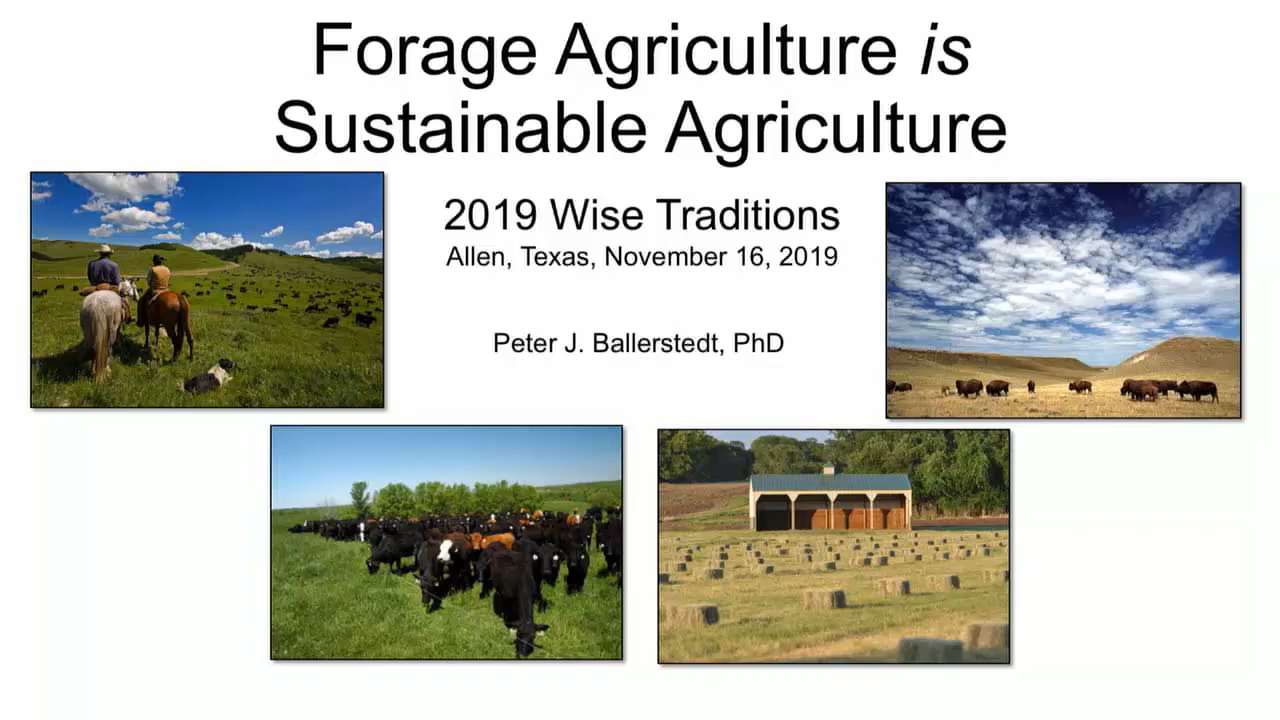 Forage Agriculture is
Sustainable Agriculture
2019 Wise Traditions
Allen, Texas, November 16, 2019
Peter J. Ballerstedt, PhD